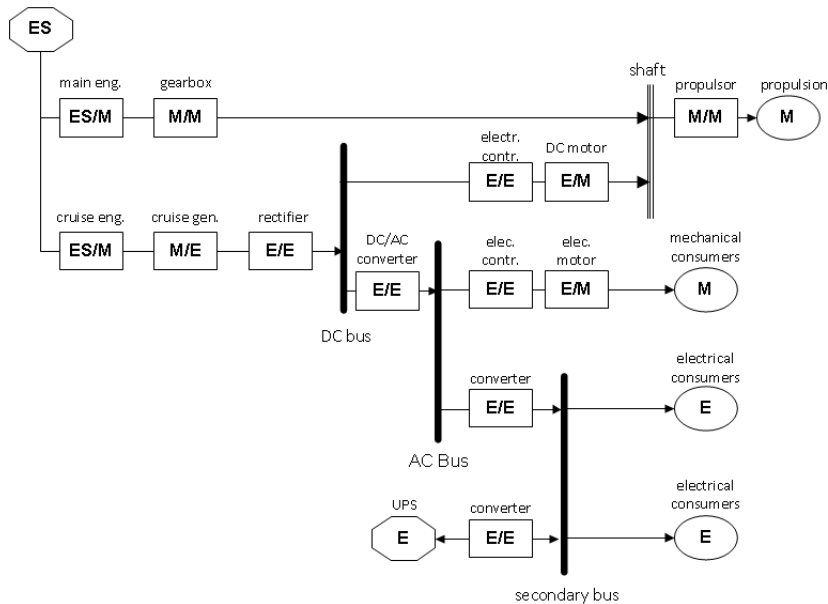 ES
main eng.
gearbox
shaft
propulsor
propulsion
ES/M
M/M
M/M
M
electr.
contr.
DC motor
E/E
E/M
cruise eng.
cruise gen.
rectifier
ES/M
M/E
E/E
DC/AC
converter
E/E
elec.
contr.
elec.
motor
mechanical
consumers
E/E
E/M
M
DC bus
converter
electrical
consumers
E/E
E
AC Bus
UPS
converter
electrical
consumers
E
E/E
E
secondary bus